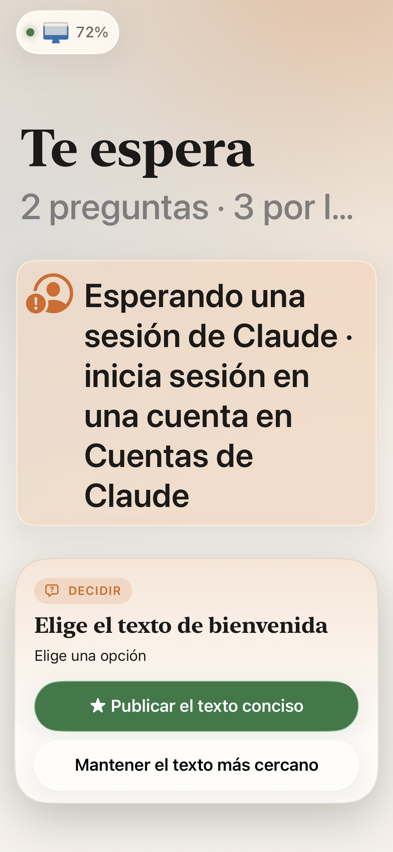 72%
Te espera
2 preguntas · 3 por l...
Esperando una
sesión de Claude ·
inicia sesión en
una cuenta en
Cuentas de
Claude
DECIDIR
Elige el texto de bienvenida
Elige una opción
Publicar el texto conciso
Mantener el texto más cercano